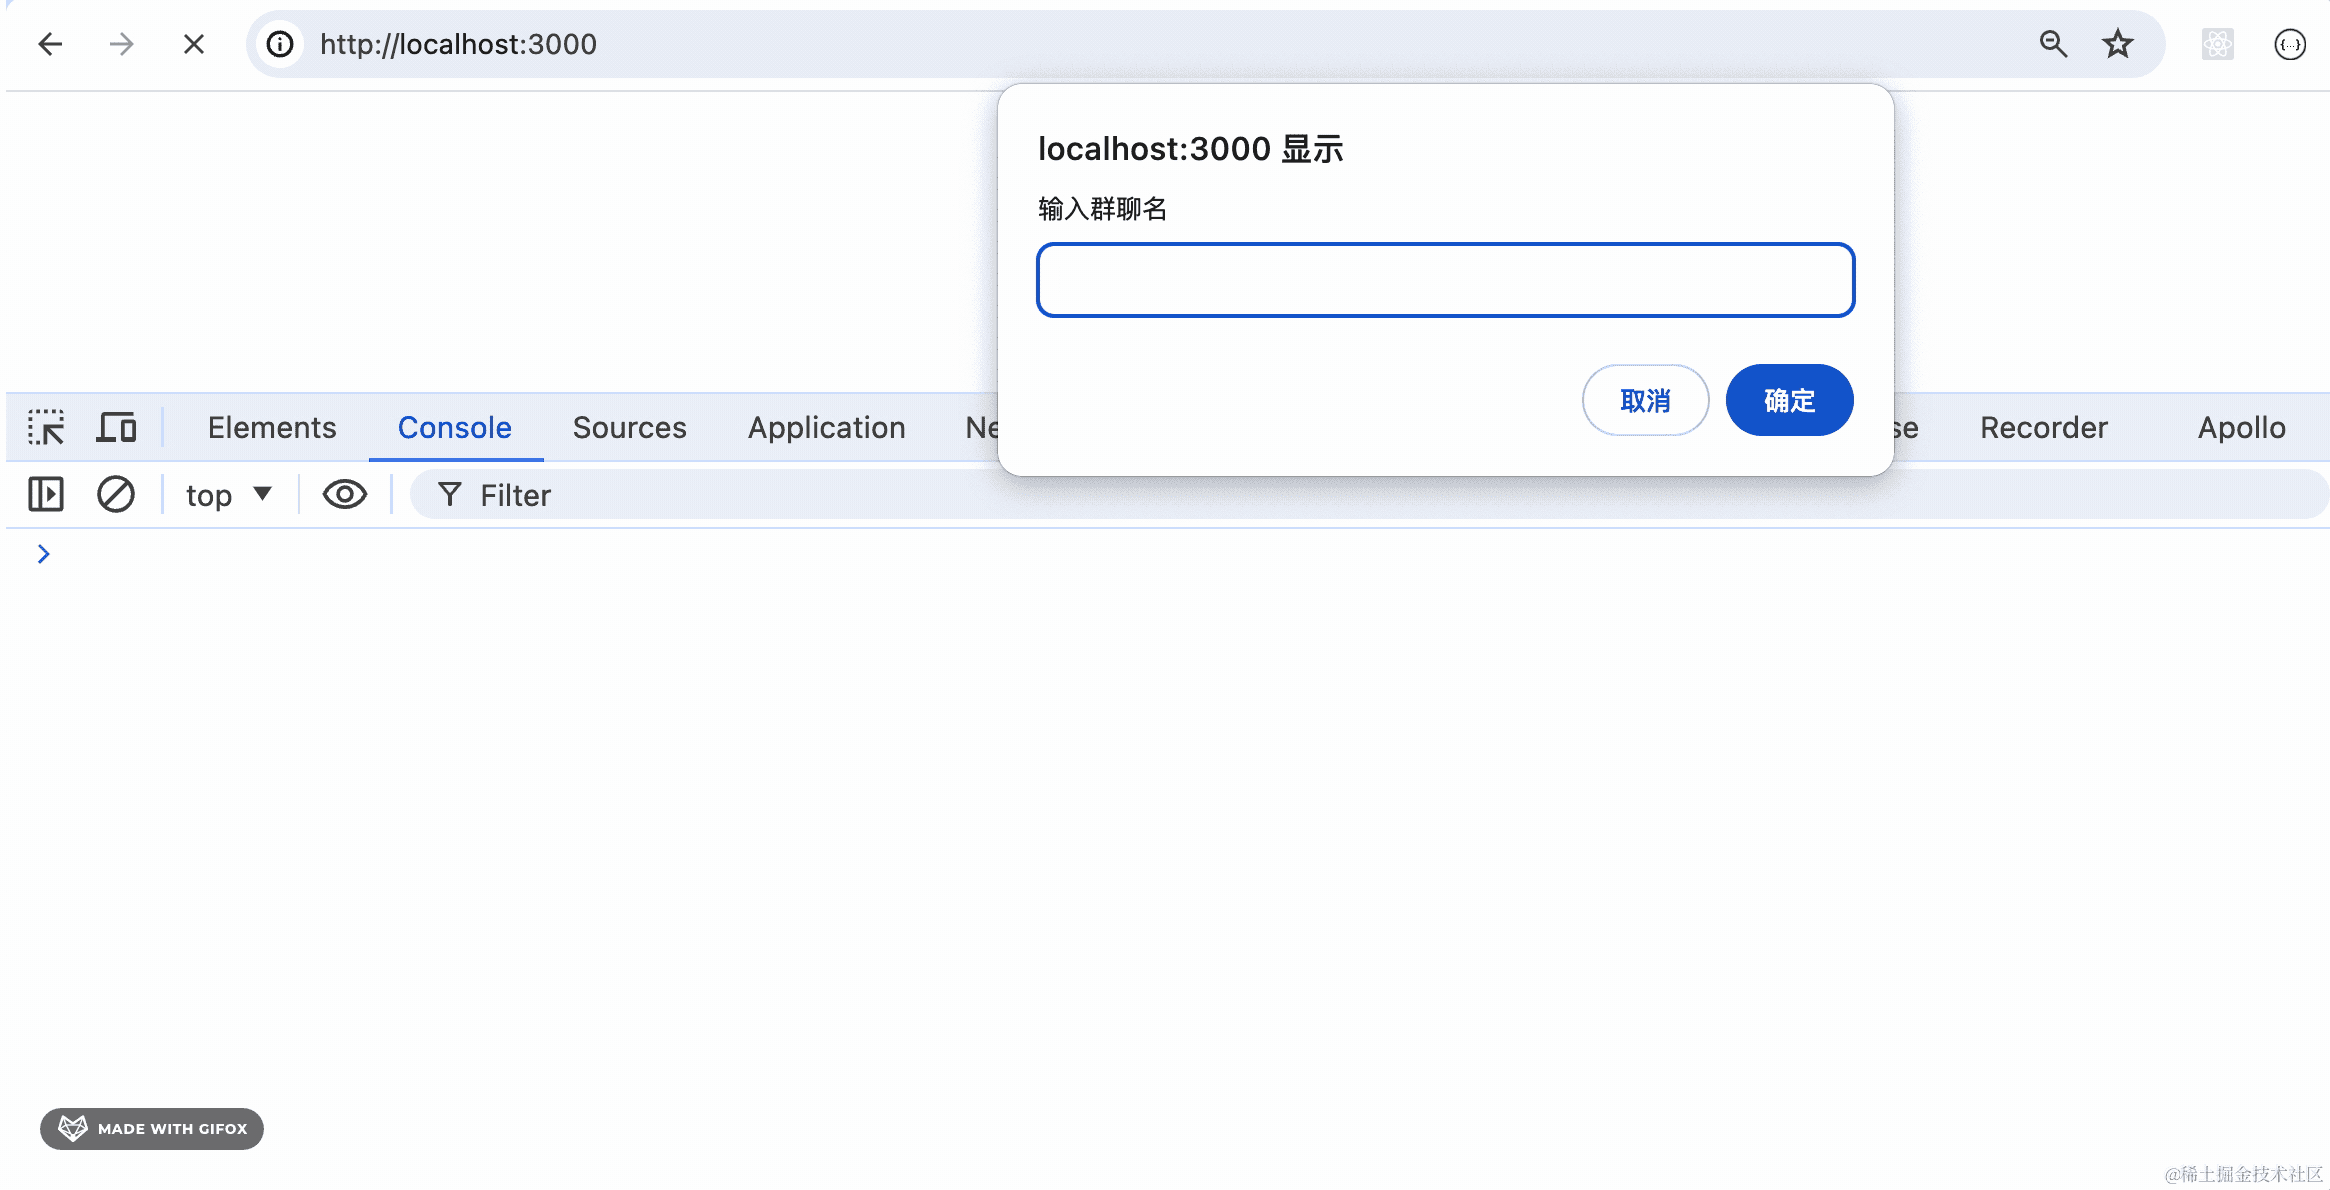 http://localhost:3000
localhost:3000 显示
输入群聊名
取消 确定
Elements Console Sources Application Ne se Recorder Apollo
top Filter
MADE WITH GIFOX
@稀土掘金技术社区